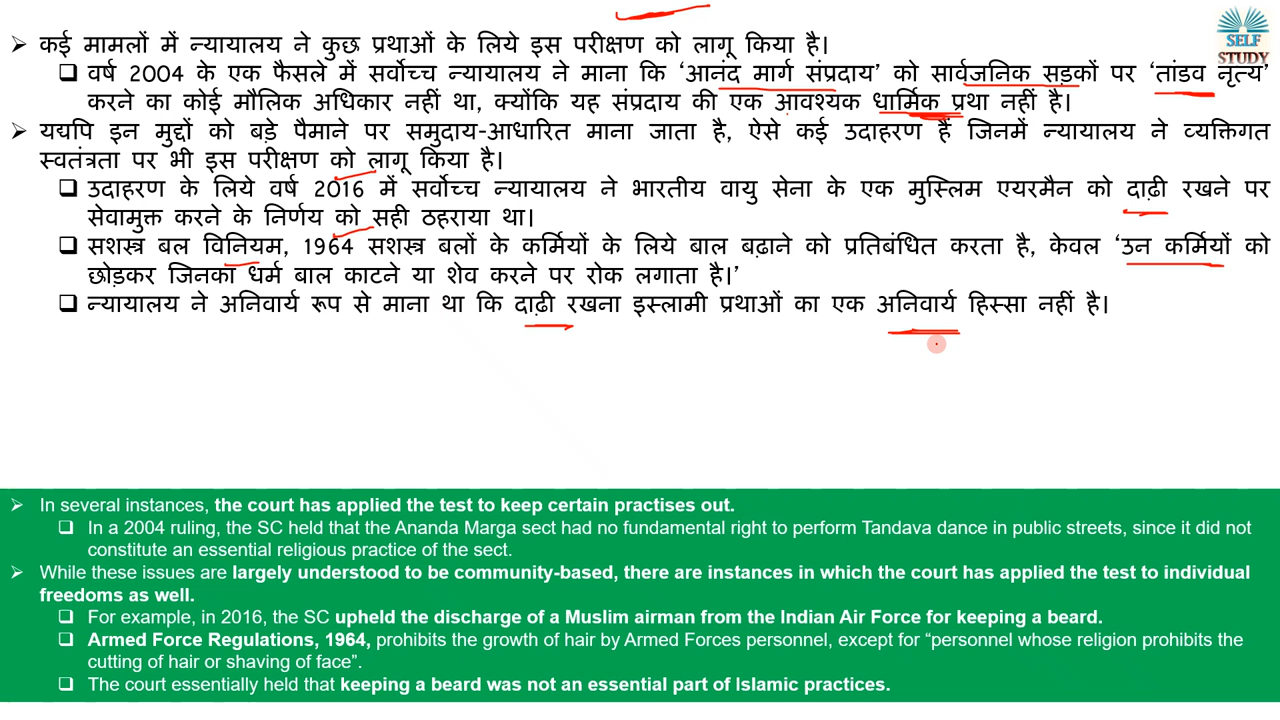 SELF
STUDY
➢ कई मामलों में न्यायालय ने कुछ प्रथाओं के लिये इस परीक्षण को लागू किया है।
❑ वर्ष 2004 के एक फैसले में सर्वोच्च न्यायालय ने माना कि ‘आनंद मार्ग संप्रदाय’ को सार्वजनिक सड़कों पर ‘तांडव नृत्य’
करने का कोई मौलिक अधिकार नहीं था, क्योंकि यह संप्रदाय की एक आवश्यक धार्मिक प्रथा नहीं है।
➢ यद्यपि इन मुद्दों को बड़े पैमाने पर समुदाय-आधारित माना जाता है, ऐसे कई उदाहरण हैं जिनमें न्यायालय ने व्यक्तिगत
स्वतंत्रता पर भी इस परीक्षण को लागू किया है।
❑ उदाहरण के लिये वर्ष 2016 में सर्वोच्च न्यायालय ने भारतीय वायु सेना के एक मुस्लिम एयरमैन को दाढ़ी रखने पर
सेवामुक्त करने के निर्णय को सही ठहराया था।
❑ सशस्त्र बल विनियम, 1964 सशस्त्र बलों के कर्मियों के लिये बाल बढ़ाने को प्रतिबंधित करता है, केवल ‘उन कर्मियों को
छोड़कर जिनका धर्म बाल काटने या शेव करने पर रोक लगाता है।’
❑ न्यायालय ने अनिवार्य रूप से माना था कि दाढ़ी रखना इस्लामी प्रथाओं का एक अनिवार्य हिस्सा नहीं है।
➢ In several instances, the court has applied the test to keep certain practises out.
❑ In a 2004 ruling, the SC held that the Ananda Marga sect had no fundamental right to perform Tandava dance in public streets, since it did not
constitute an essential religious practice of the sect.
➢ While these issues are largely understood to be community-based, there are instances in which the court has applied the test to individual
freedoms as well.
❑ For example, in 2016, the SC upheld the discharge of a Muslim airman from the Indian Air Force for keeping a beard.
❑ Armed Force Regulations, 1964, prohibits the growth of hair by Armed Forces personnel, except for “personnel whose religion prohibits the
cutting of hair or shaving of face”.
❑ The court essentially held that keeping a beard was not an essential part of Islamic practices.